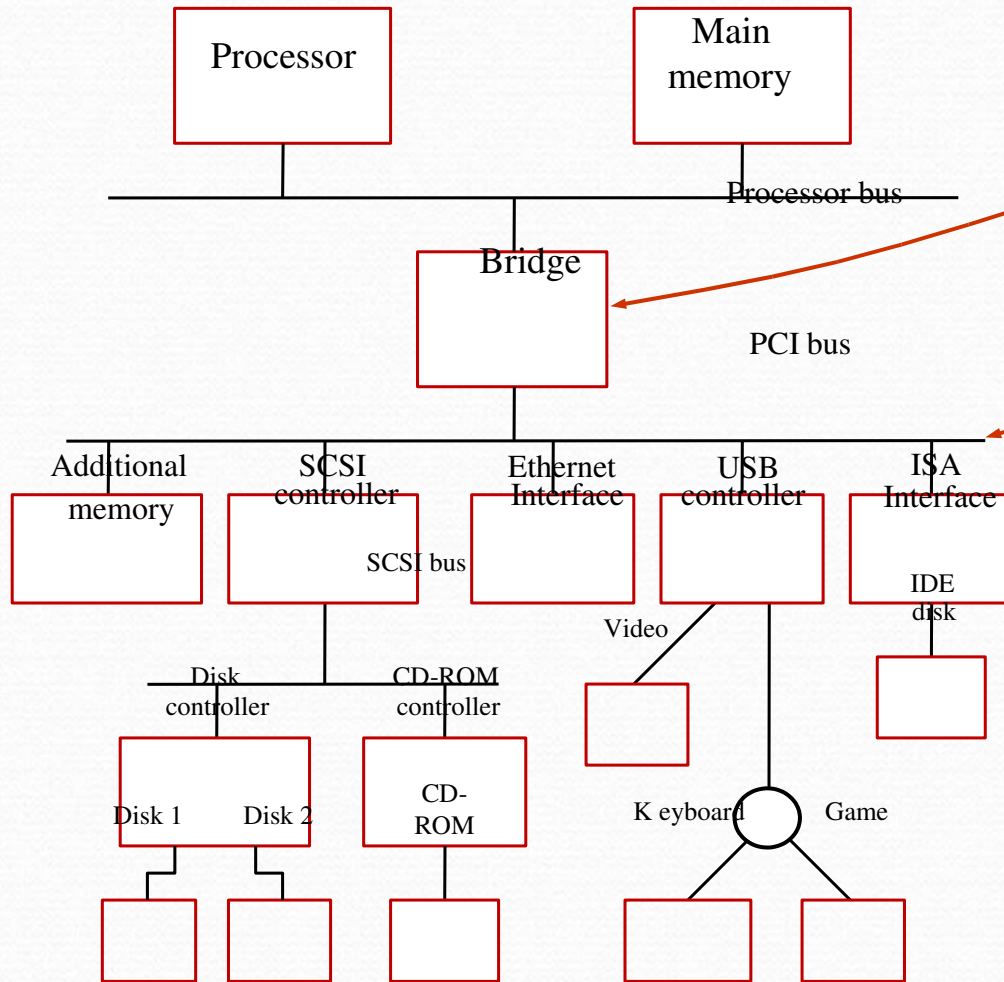 Processor
Main
memory
Processor bus
Bridge
PCI bus
Additional
memory
SCSI
controller
Ethernet
Interface
USB
controller
ISA
Interface
SCSI bus
IDE
disk
Video
Disk
controller
CD-ROM
controller
Disk 1
Disk 2
CD-
ROM
K eyboard
Game